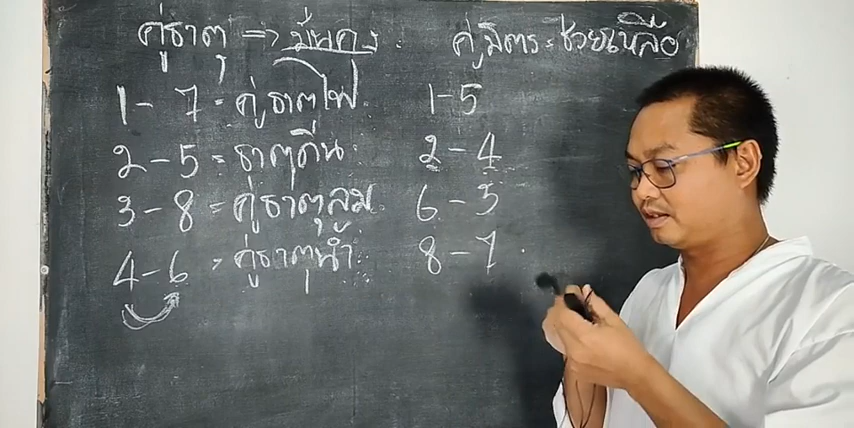 คู่ธาตุ => มั่นคง คู่มิตร = ช่วยเหลือ
1 - 7 = คู่ธาตุไฟ 1 - 5
2 - 5 = ธาตุดิน 2 - 4
3 - 8 = คู่ธาตุลม 6 - 3
4 - 6 = คู่ธาตุน้ำ 8 - 7